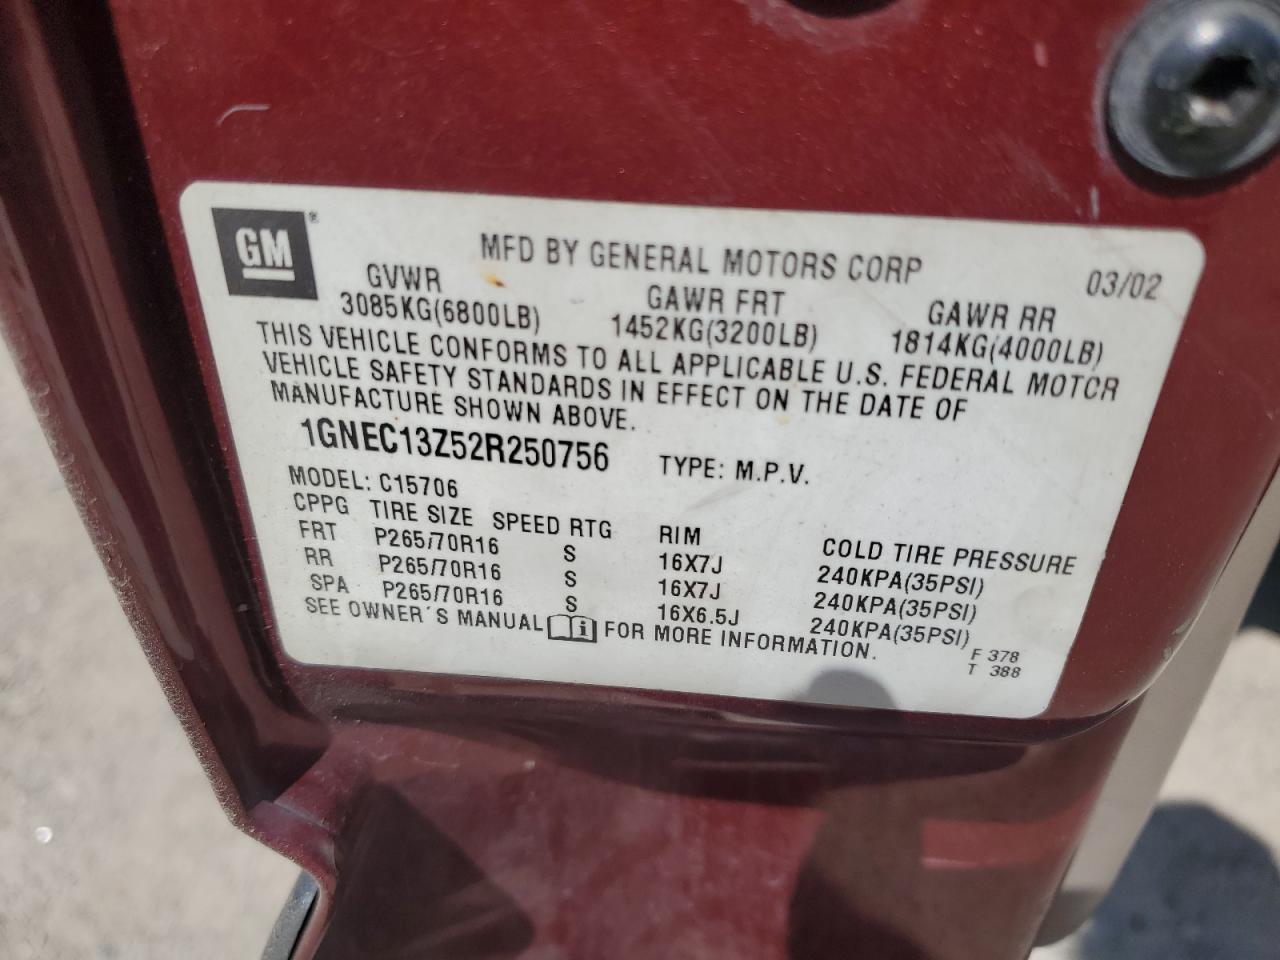 GM ®
MFD BY GENERAL MOTORS CORP
03/02
GVWR GAWR FRT GAWR RR
3085KG(6800LB) 1452KG(3200LB) 1814KG(4000LB)
THIS VEHICLE CONFORMS TO ALL APPLICABLE U.S. FEDERAL MOTOR
VEHICLE SAFETY STANDARDS IN EFFECT ON THE DATE OF
MANUFACTURE SHOWN ABOVE.
1GNEC13Z52R250756 TYPE: M.P.V.
MODEL: C15706
CPPG TIRE SIZE SPEED RTG RIM COLD TIRE PRESSURE
FRT P265/70R16 S 16X7J 240KPA(35PSI)
RR P265/70R16 S 16X7J 240KPA(35PSI)
SPA P265/70R16 S 16X6.5J 240KPA(35PSI)
SEE OWNER´S MANUAL i FOR MORE INFORMATION.
F 378
T 388